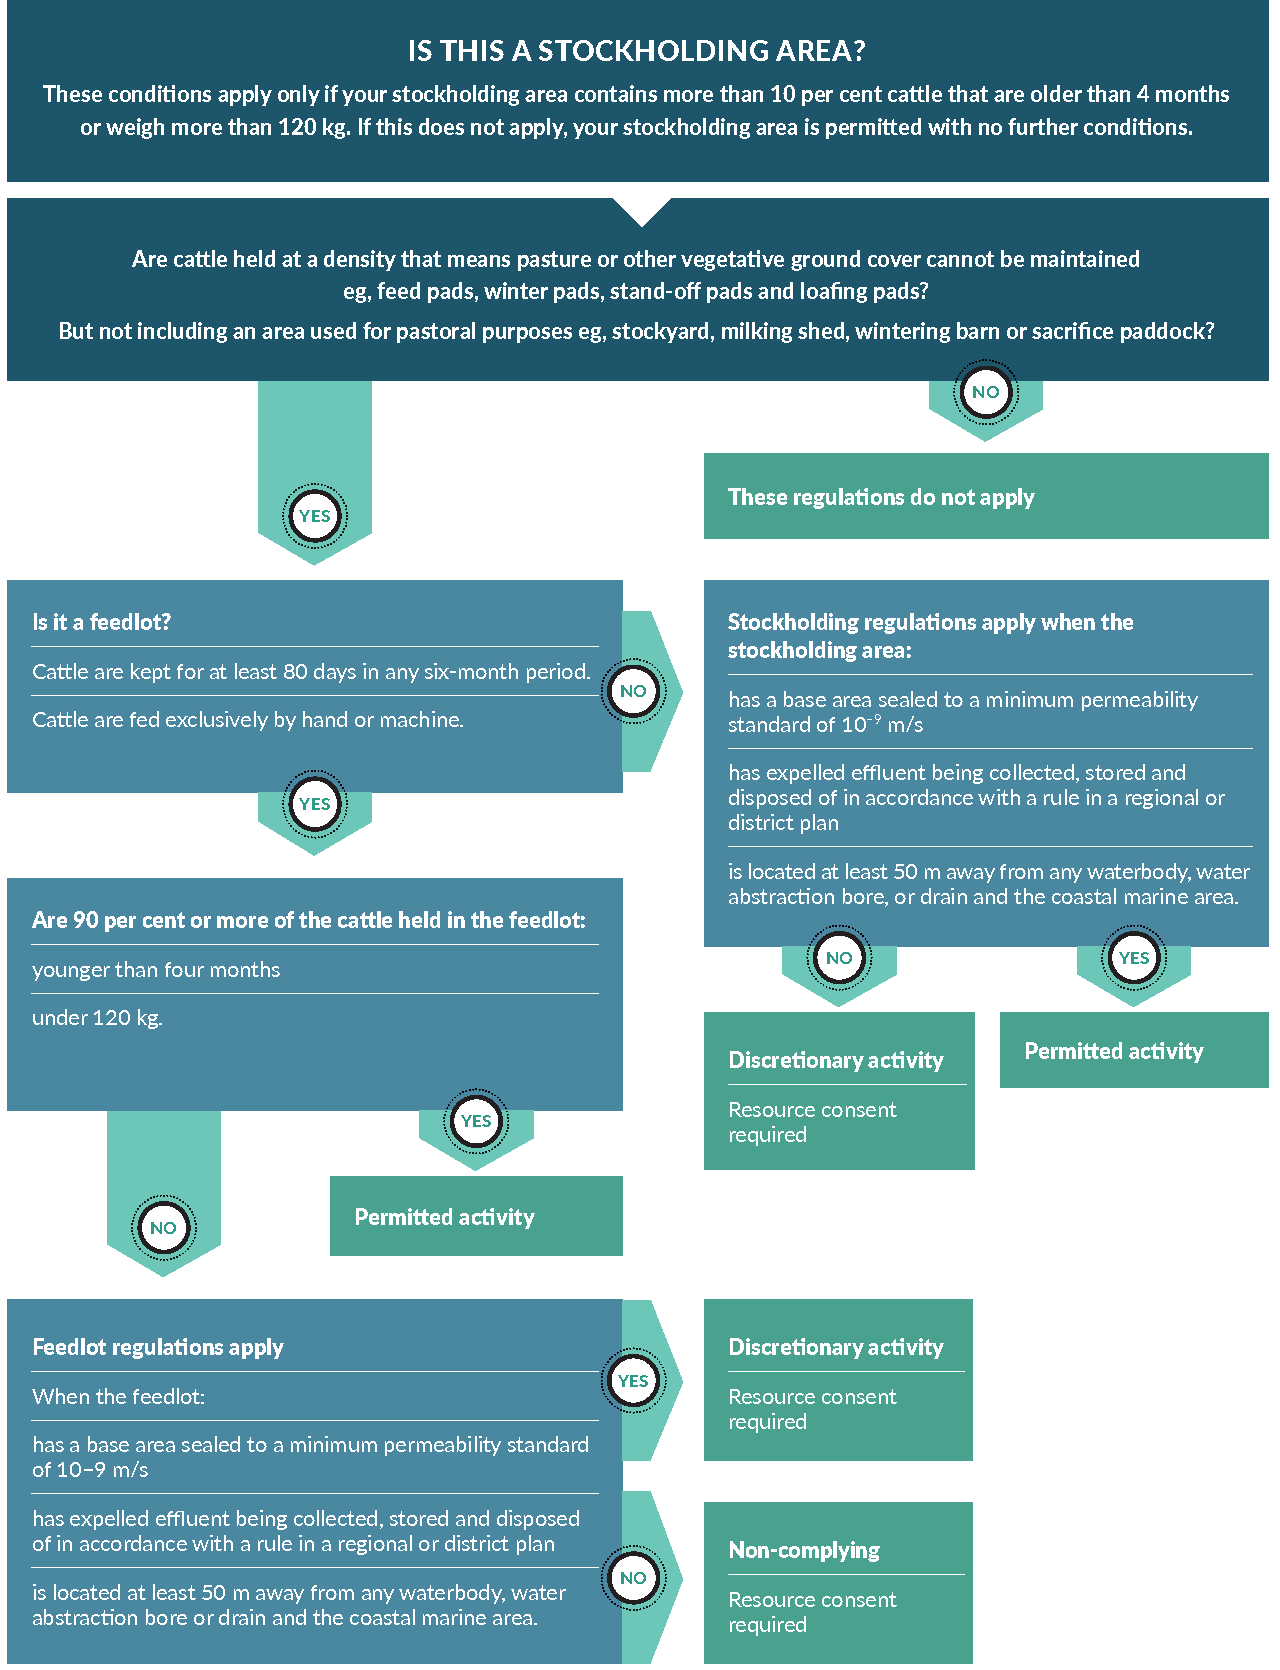 IS THIS A STOCKHOLDING AREA?
These conditions apply only if your stockholding area contains more than 10 per cent cattle that are older than 4 months
or weigh more than 120 kg. If this does not apply, your stockholding area is permitted with no further conditions.
Are cattle held at a density that means pasture or other vegetative ground cover cannot be maintained
eg, feed pads, winter pads, stand-off pads and loafing pads?
But not including an area used for pastoral purposes eg, stockyard, milking shed, wintering barn or sacrifice paddock?
NO
These regulations do not apply
YES
Is it a feedlot?
Cattle are kept for at least 80 days in any six-month period.
Cattle are fed exclusively by hand or machine.
NO
Stockholding regulations apply when the
stockholding area:
has a base area sealed to a minimum permeability
standard of 10⁻⁹ m/s
has expelled effluent being collected, stored and
disposed of in accordance with a rule in a regional or
district plan
is located at least 50 m away from any waterbody, water
abstraction bore, or drain and the coastal marine area.
NO
YES
Discretionary activity
Resource consent
required
Permitted activity
YES
Are 90 per cent or more of the cattle held in the feedlot:
younger than four months
under 120 kg.
YES
Permitted activity
NO
Feedlot regulations apply
When the feedlot:
has a base area sealed to a minimum permeability standard
of 10–9 m/s
has expelled effluent being collected, stored and disposed
of in accordance with a rule in a regional or district plan
is located at least 50 m away from any waterbody, water
abstraction bore or drain and the coastal marine area.
YES
Discretionary activity
Resource consent
required
NO
Non-complying
Resource consent
required